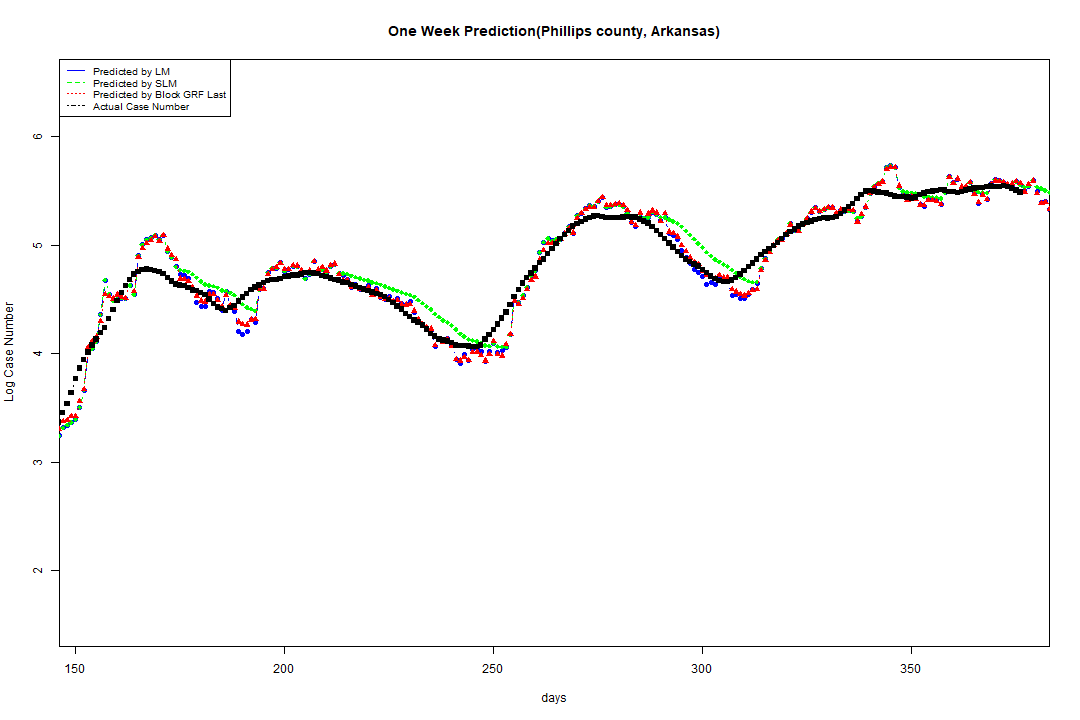 One Week Prediction(Phillips county, Arkansas)
Predicted by LM
Predicted by SLM
Predicted by Block GRF Last
Actual Case Number
6
5
4
3
2
Log Case Number
150 200 250 300 350
days